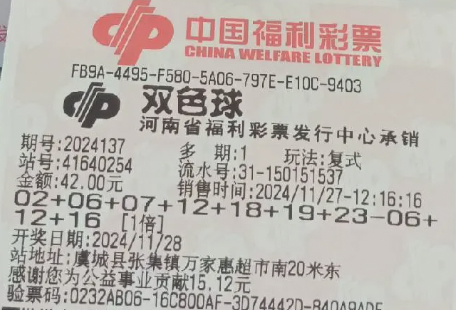 中国福利彩票
CHINA WELFARE LOTTERY
FB9A-4495-F580-5A06-797E-E10C-9403
双色球
河南省福利彩票发行中心承销
期号:2024137 多 期:1 玩法:复式
站号:41640254 流水号:31-150151537
金额:42.00元 销售时间:2024/11/27-12:16:16
02+06+07+12+18+19+23-06+
12+16 [1倍]
开奖日期:2024/11/28
站地址:虞城县张集镇万家惠超市南20米东
感谢您为公益事业贡献15.12元
验票码:0232AB06-16C800AF-3D74442D-840A8ADE